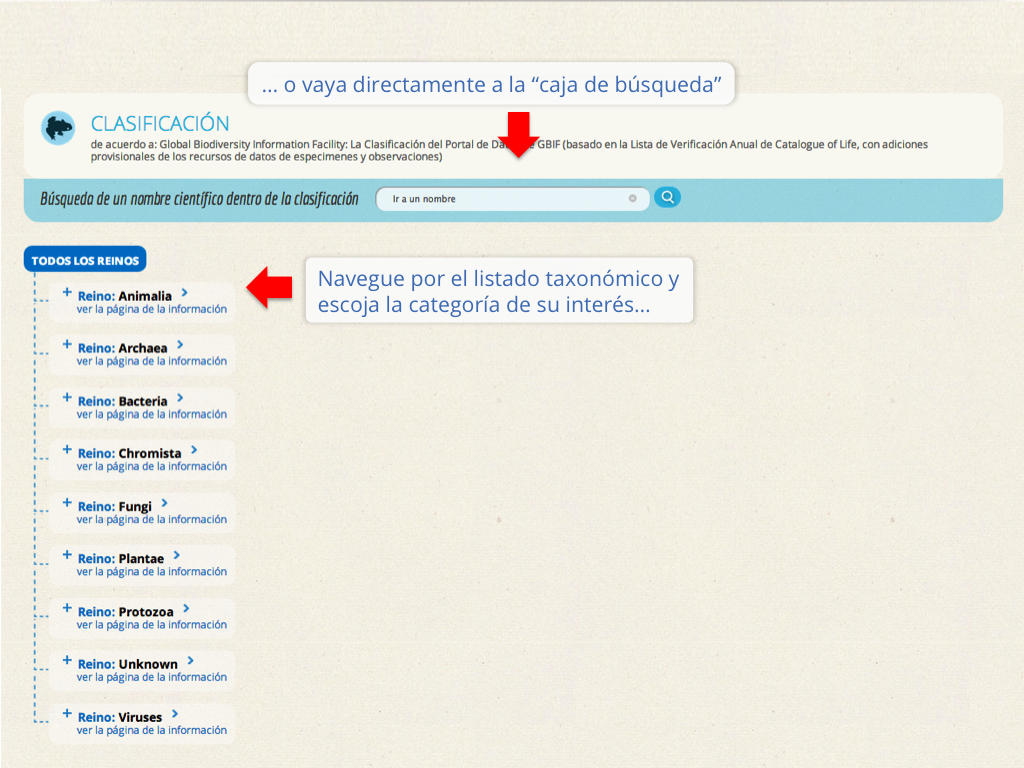 ... o vaya directamente a la “caja de búsqueda”
CLASIFICACIÓN
de acuerdo a: Global Biodiversity Information Facility: La Clasificación del Portal de GBIF (basado en la Lista de Verificación Anual de Catalogue of Life, con adiciones
provisionales de los recursos de datos de especimenes y observaciones)
Búsqueda de un nombre científico dentro de la clasificación
Ir a un nombre
TODOS LOS REINOS
Navegue por el listado taxonómico y
escoja la categoría de su interés...
+ Reino: Animalia >
ver la página de la información
+ Reino: Archaea >
ver la página de la información
+ Reino: Bacteria >
ver la página de la información
+ Reino: Chromista >
ver la página de la información
+ Reino: Fungi >
ver la página de la información
+ Reino: Plantae >
ver la página de la información
+ Reino: Protozoa >
ver la página de la información
+ Reino: Unknown >
ver la página de la información
+ Reino: Viruses >
ver la página de la información